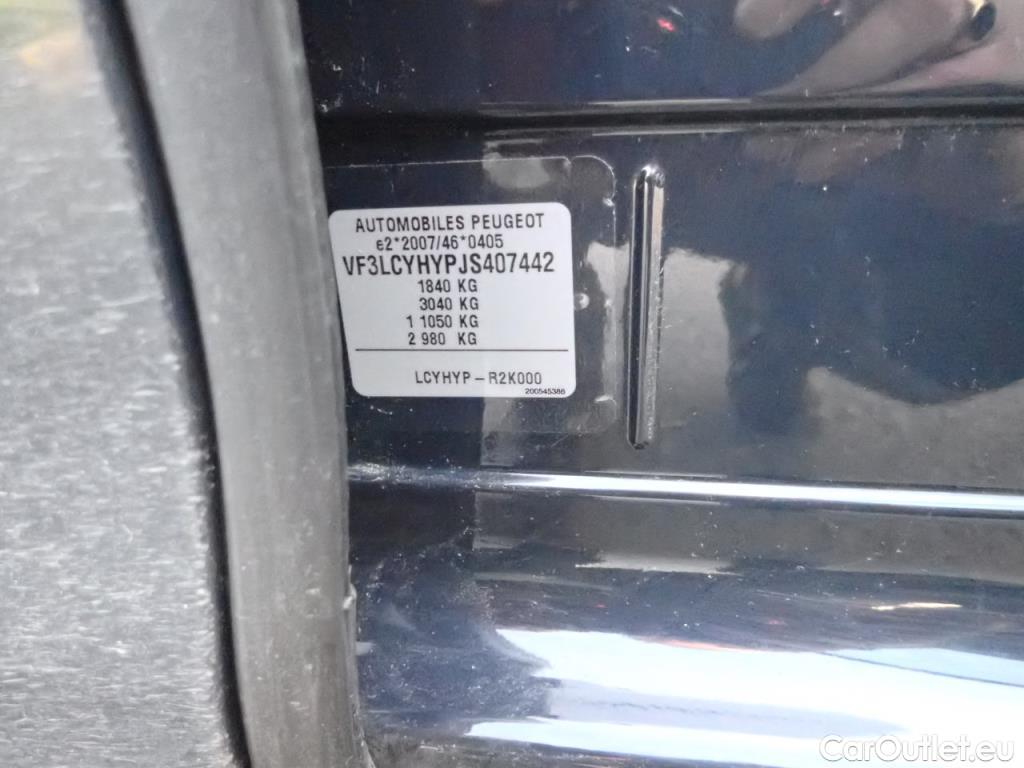 AUTOMOBILES PEUGEOT
e2*2007/46*0405
VF3LCYHYPJS407442
1840 KG
3040 KG
1 1050 KG
2 980 KG
LCYHYP – R2K000
200545386
CarOutlet.eu